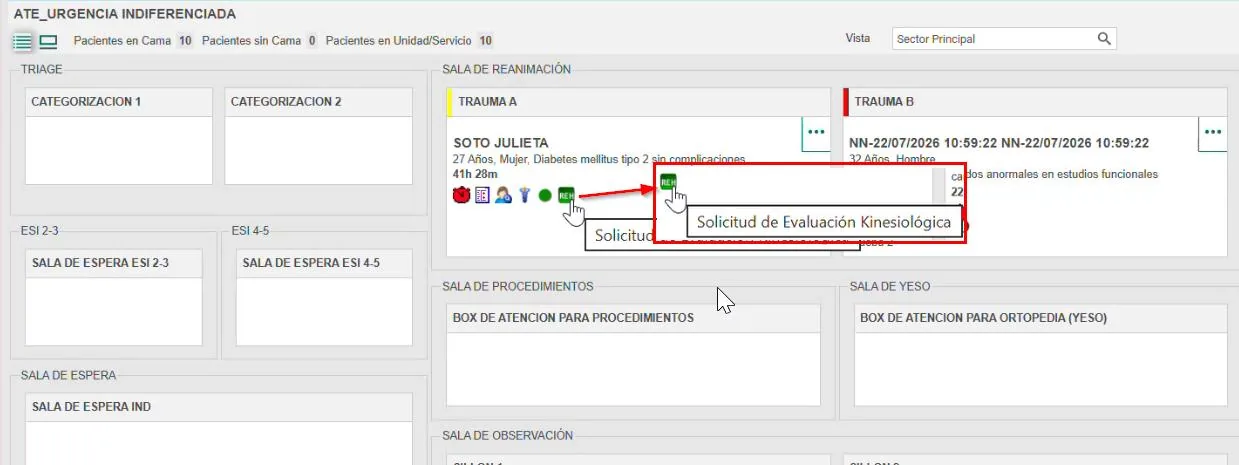 ATE_URGENCIA INDIFERENCIADA
Pacientes en Cama 10 Pacientes sin Cama 0 Pacientes en Unidad/Servicio 10
Vista Sector Principal
TRIAGE
CATEGORIZACION 1
CATEGORIZACION 2
SALA DE REANIMACIÓN
TRAUMA A
SOTO JULIETA
27 Años, Mujer, Diabetes mellitus tipo 2 sin complicaciones
41h 28m
REH
Solicitud
TRAUMA B
NN-22/07/2026 10:59:22 NN-22/07/2026 10:59:22
32 Años, Hombre
dos anormales en estudios funcionales
22
REH
Solicitud de Evaluación Kinesiológica
ESI 2-3
SALA DE ESPERA ESI 2-3
ESI 4-5
SALA DE ESPERA ESI 4-5
SALA DE PROCEDIMIENTOS
BOX DE ATENCION PARA PROCEDIMIENTOS
SALA DE YESO
BOX DE ATENCION PARA ORTOPEDIA (YESO)
SALA DE ESPERA
SALA DE ESPERA IND
SALA DE OBSERVACIÓN